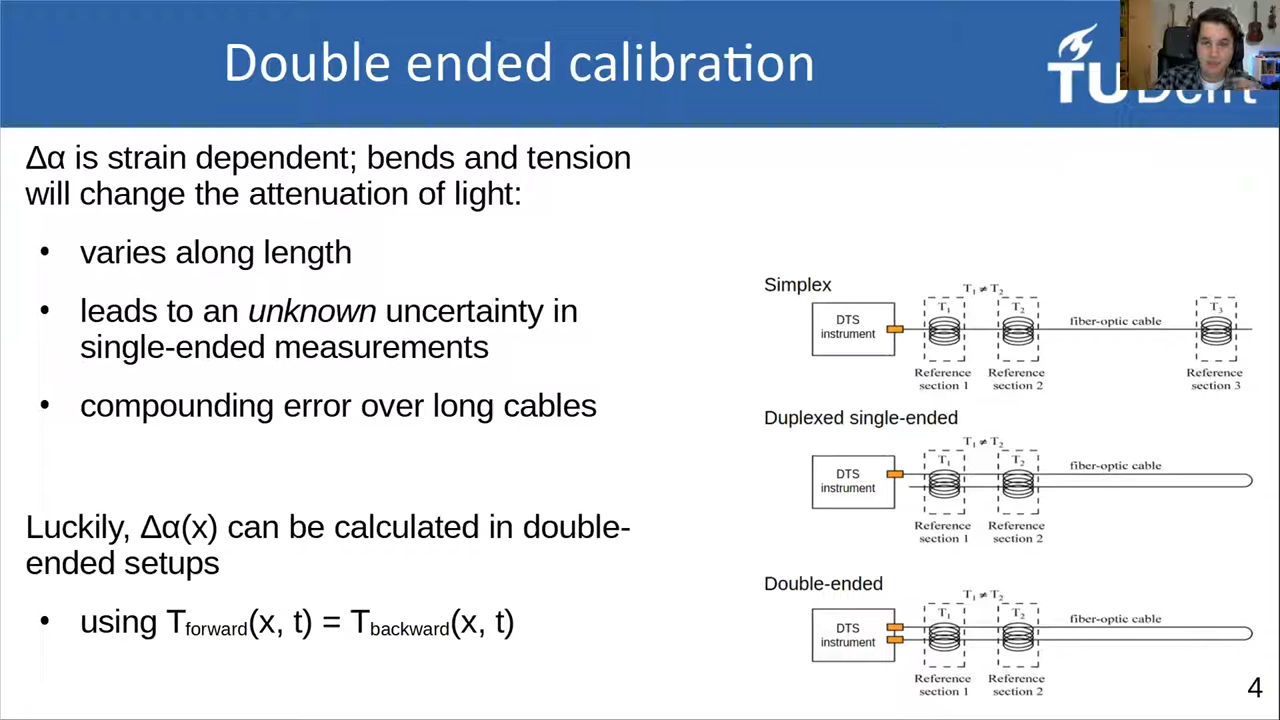 Double ended calibration
TU Delft
Δα is strain dependent; bends and tension
will change the attenuation of light:
• varies along length
• leads to an unknown uncertainty in
single-ended measurements
• compounding error over long cables
Luckily, Δα(x) can be calculated in double-
ended setups
• using Tforward(x, t) = Tbackward(x, t)
Simplex
T1 ≠ T2
DTS
instrument
T1
T2
fiber-optic cable
T3
Reference
section 1
Reference
section 2
Reference
section 3
Duplexed single-ended
T1 ≠ T2
DTS
instrument
T1
T2
fiber-optic cable
Reference
section 1
Reference
section 2
Double-ended
T1 ≠ T2
DTS
instrument
T1
T2
fiber-optic cable
Reference
section 1
Reference
section 2
4